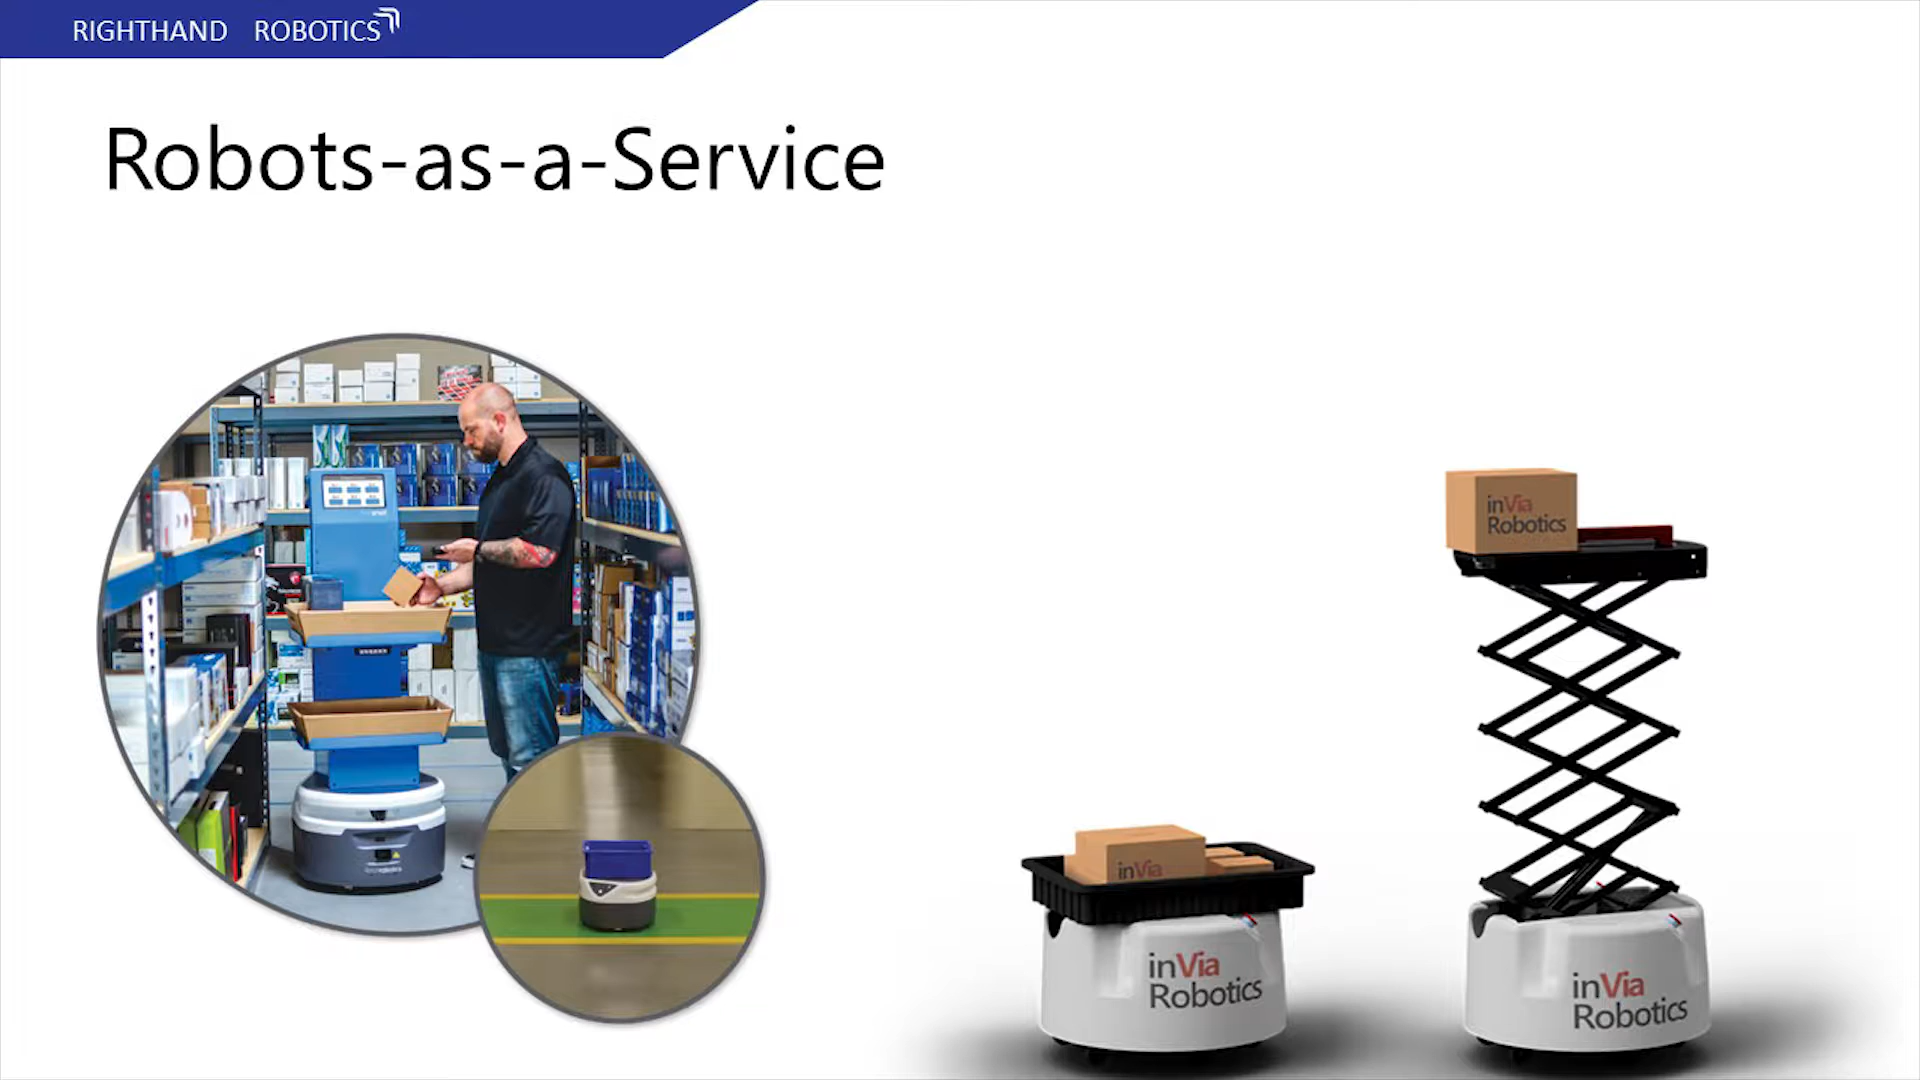 RIGHTHAND ROBOTICS
Robots-as-a-Service
inVia
Robotics
inVia
inVia
Robotics
inVia
Robotics